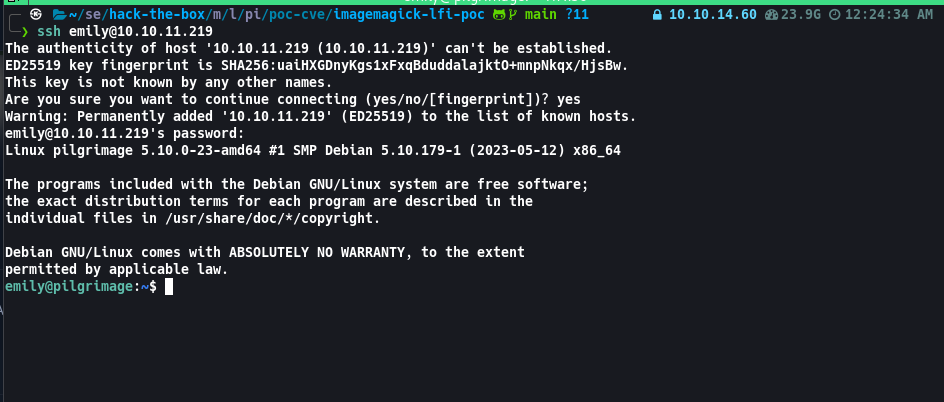 ~/se/hack-the-box/m/l/pi/poc-cve/imagemagick-lfi-poc main ?11 10.10.14.60 23.9G 12:24:34 AM
❯ ssh emily@10.10.11.219
The authenticity of host '10.10.11.219 (10.10.11.219)' can't be established.
ED25519 key fingerprint is SHA256:uaiHXGDnyKgs1xFxqBduddalajktO+mnpNkqx/HjsBw.
This key is not known by any other names.
Are you sure you want to continue connecting (yes/no/[fingerprint])? yes
Warning: Permanently added '10.10.11.219' (ED25519) to the list of known hosts.
emily@10.10.11.219's password:
Linux pilgrimage 5.10.0-23-amd64 #1 SMP Debian 5.10.179-1 (2023-05-12) x86_64
The programs included with the Debian GNU/Linux system are free software;
the exact distribution terms for each program are described in the
individual files in /usr/share/doc/*/copyright.
Debian GNU/Linux comes with ABSOLUTELY NO WARRANTY, to the extent
permitted by applicable law.
emily@pilgrimage:~$